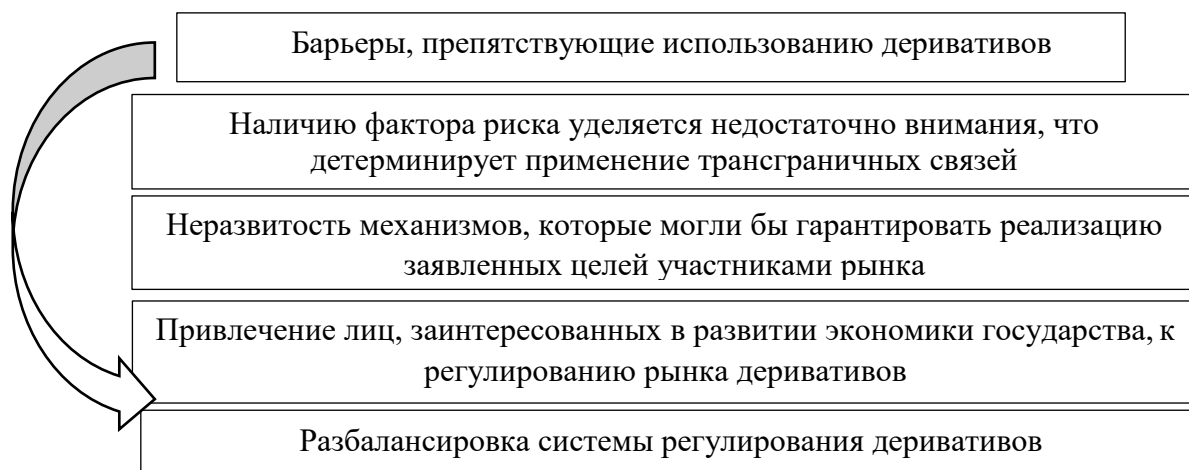 Барьеры, препятствующие использованию деривативов
Наличию фактора риска уделяется недостаточно внимания, что
детерминирует применение трансграничных связей
Неразвитость механизмов, которые могли бы гарантировать реализацию
заявленных целей участниками рынка
Привлечение лиц, заинтересованных в развитии экономики государства, к
регулированию рынка деривативов
Разбалансировка системы регулирования деривативов